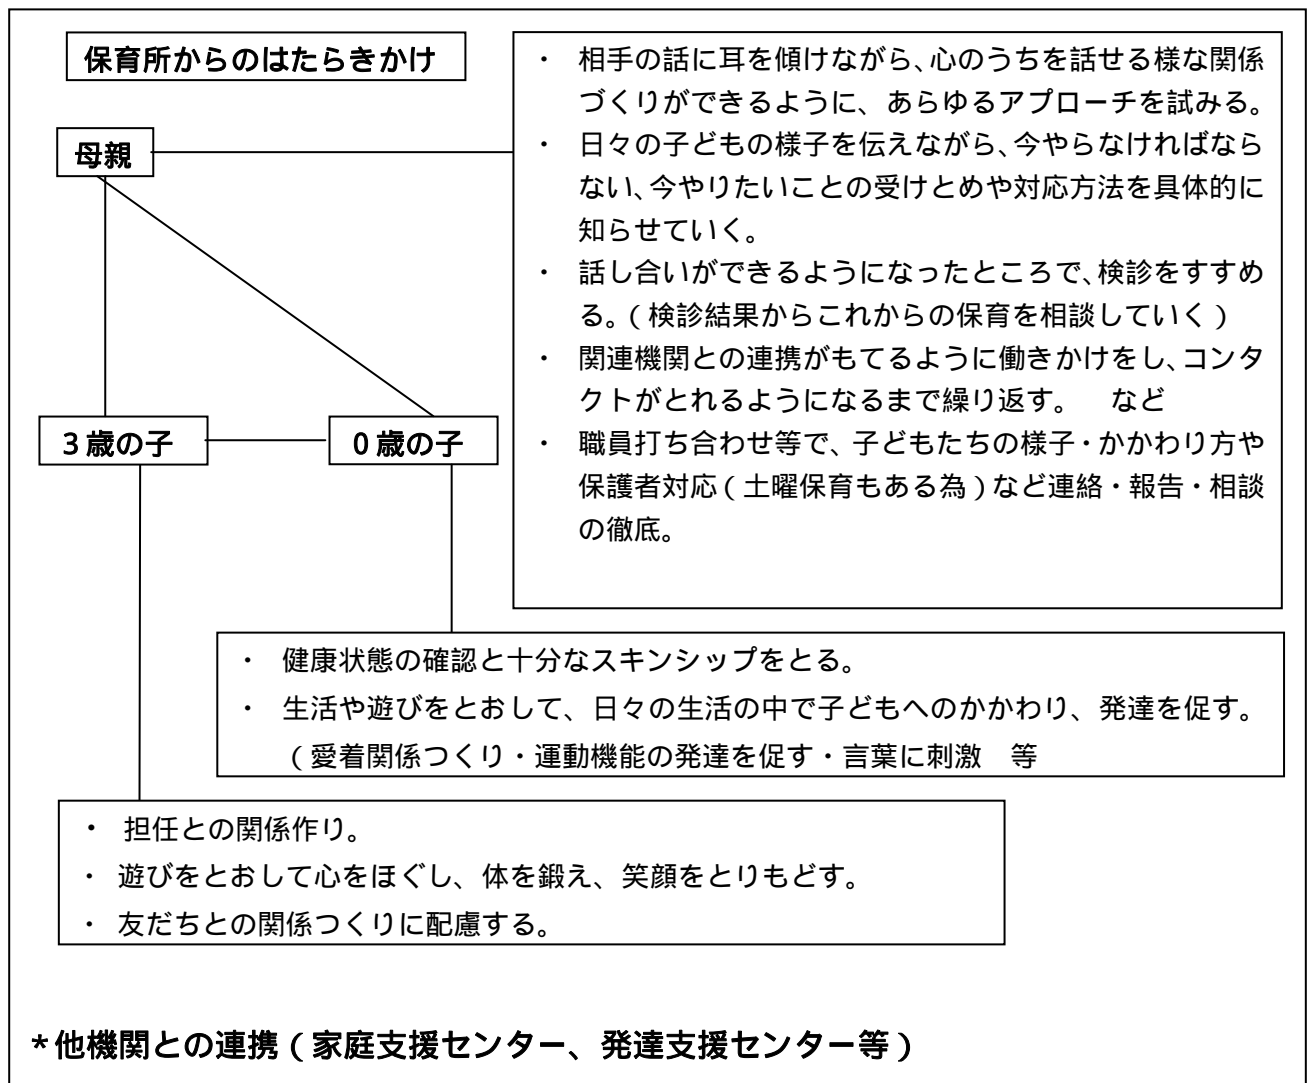 保育所からのはたらきかけ
母親
・ 相手の話に耳を傾けながら、心のうちを話せる様な関係
づくりができるように、あらゆるアプローチを試みる。
・ 日々の子どもの様子を伝えながら、今やらなければなら
ない、今やりたいことの受けとめや対応方法を具体的に
知らせていく。
・ 話し合いができるようになったところで、検診をすすめ
る。(検診結果からこれからの保育を相談していく)
・ 関連機関との連携がもてるように働きかけをし、コンタ
クトがとれるようになるまで繰り返す。　など
・ 職員打ち合わせ等で、子どもたちの様子・かかわり方や
保護者対応(土曜保育もある為)など連絡・報告・相談
の徹底。
3歳の子
0歳の子
・ 健康状態の確認と十分なスキンシップをとる。
・ 生活や遊びをとおして、日々の生活の中で子どもへのかかわり、発達を促す。
(愛着関係つくり・運動機能の発達を促す・言葉に刺激　等
・ 担任との関係作り。
・ 遊びをとおして心をほぐし、体を鍛え、笑顔をとりもどす。
・ 友だちとの関係つくりに配慮する。
*他機関との連携(家庭支援センター、発達支援センター等)